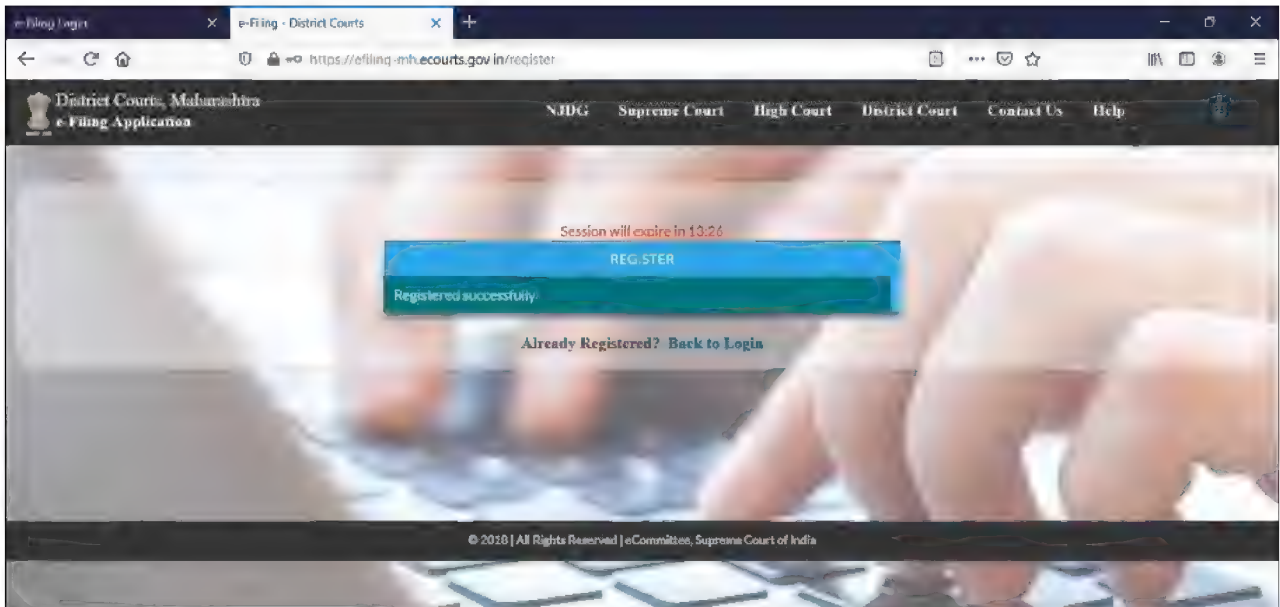 e-Filing Login
e-Filing - District Courts
https://efiling-mh.ecourts.gov.in/register
District Courts, Maharashtra
e-Filing Application
NJDG Supreme Court High Court District Court Contact Us Help
Session will expire in 13:26
REGISTER
Registered successfully
Already Registered? Back to Login
© 2018 | All Rights Reserved | eCommittee, Supreme Court of India